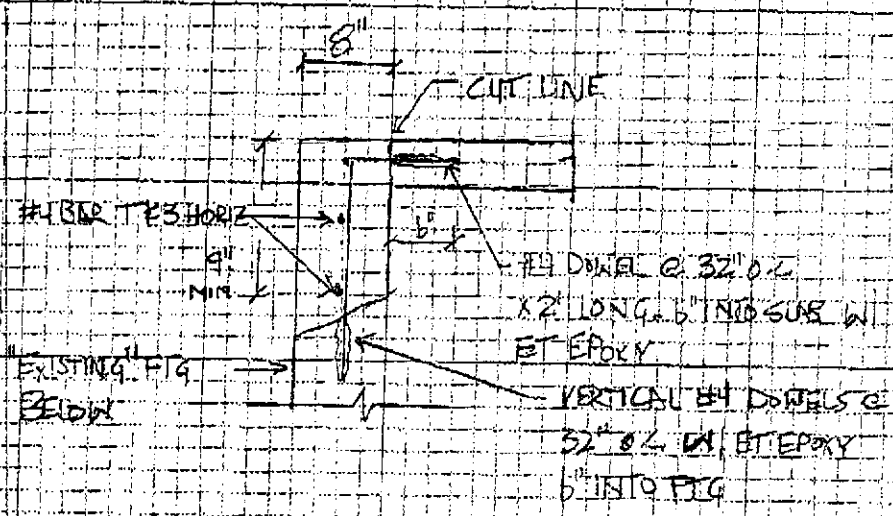 8"
CUT LINE
#4 BAR T & B HORIZ
9"
MIN
6"
#4 DOWEL @ 32" O.C
X 2' LONG. 6" INTO SLAB W/
ET EPOXY
"EXISTING" FTG
BELOW
VERTICAL #4 DOWELS @
32" O.C W/ ET EPOXY
6" INTO FTG